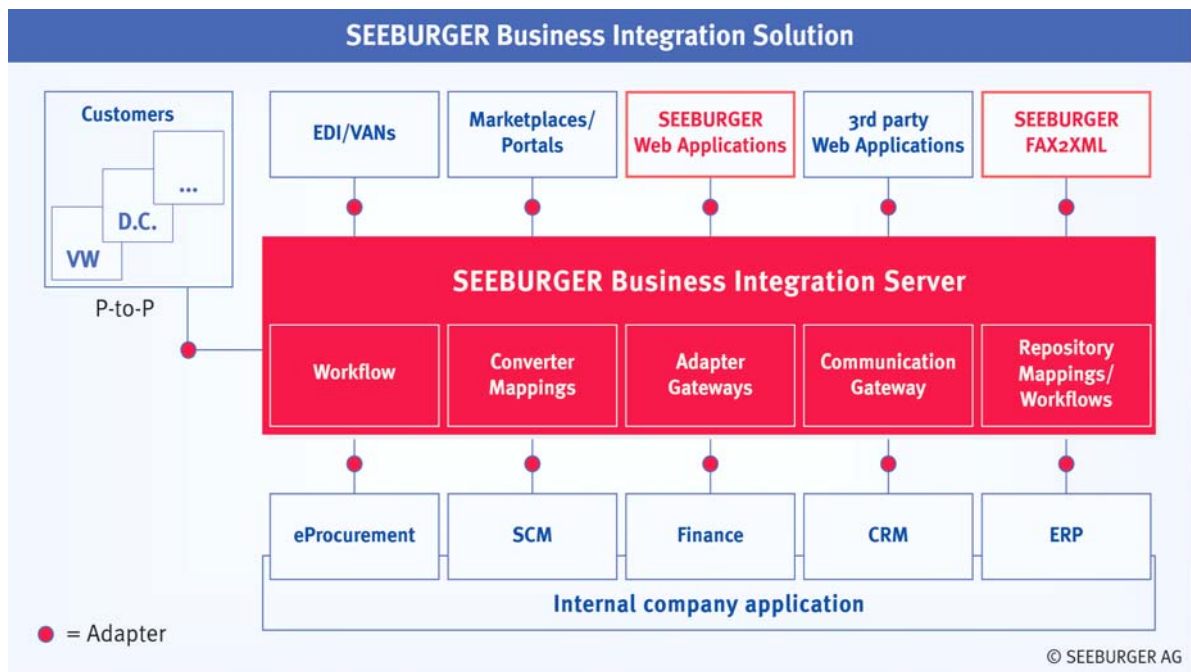 SEEBURGER Business Integration Solution
Customers
...
D.C.
VW
P-to-P
EDI/VANs
Marketplaces/
Portals
SEEBURGER
Web Applications
3rd party
Web Applications
SEEBURGER
FAX2XML
SEEBURGER Business Integration Server
Workflow
Converter
Mappings
Adapter
Gateways
Communication
Gateway
Repository
Mappings/
Workflows
eProcurement
SCM
Finance
CRM
ERP
Internal company application
= Adapter
© SEEBURGER AG